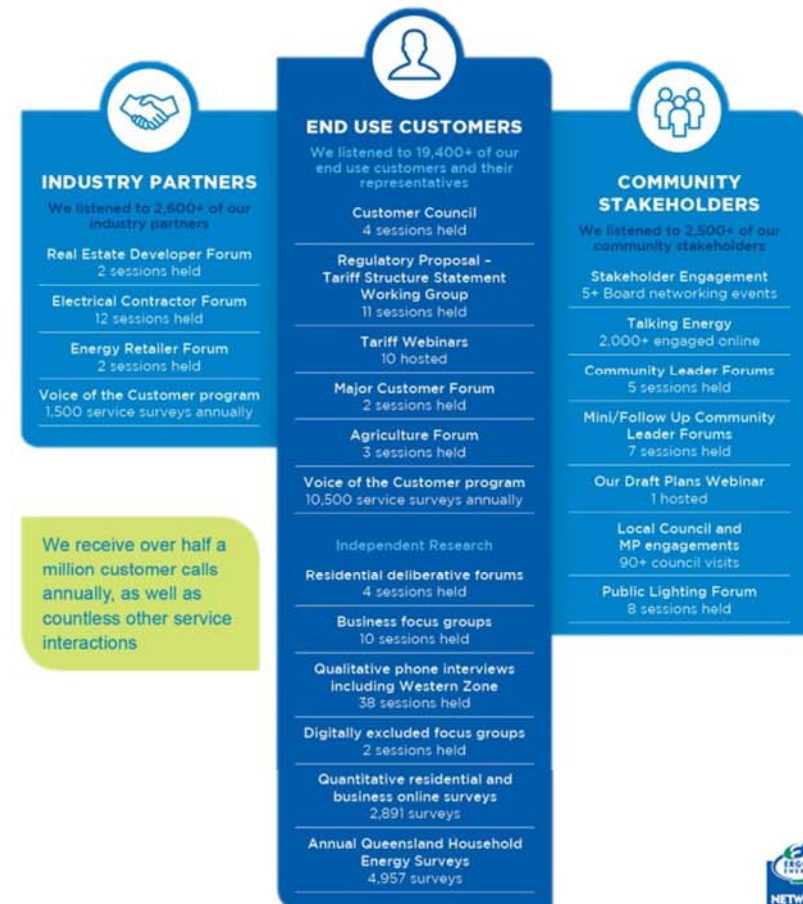 INDUSTRY PARTNERS
We listened to 2,600+ of our
industry partners
Real Estate Developer Forum
2 sessions held
Electrical Contractor Forum
12 sessions held
Energy Retailer Forum
2 sessions held
Voice of the Customer program
1,500 service surveys annually
We receive over half a
million customer calls
annually, as well as
countless other service
interactions
END USE CUSTOMERS
We listened to 19,400+ of our
end use customers and their
representatives
Customer Council
4 sessions held
Regulatory Proposal –
Tariff Structure Statement
Working Group
11 sessions held
Tariff Webinars
10 hosted
Major Customer Forum
2 sessions held
Agriculture Forum
3 sessions held
Voice of the Customer program
10,500 service surveys annually
Independent Research
Residential deliberative forums
4 sessions held
Business focus groups
10 sessions held
Qualitative phone interviews
including Western Zone
38 sessions held
Digitally excluded focus groups
2 sessions held
Quantitative residential and
business online surveys
2,891 surveys
Annual Queensland Household
Energy Surveys
4,957 surveys
COMMUNITY
STAKEHOLDERS
We listened to 2,500+ of our
community stakeholders
Stakeholder Engagement
5+ Board networking events
Talking Energy
2,000+ engaged online
Community Leader Forums
5 sessions held
Mini/Follow Up Community
Leader Forums
7 sessions held
Our Draft Plans Webinar
1 hosted
Local Council and
MP engagements
90+ council visits
Public Lighting Forum
8 sessions held